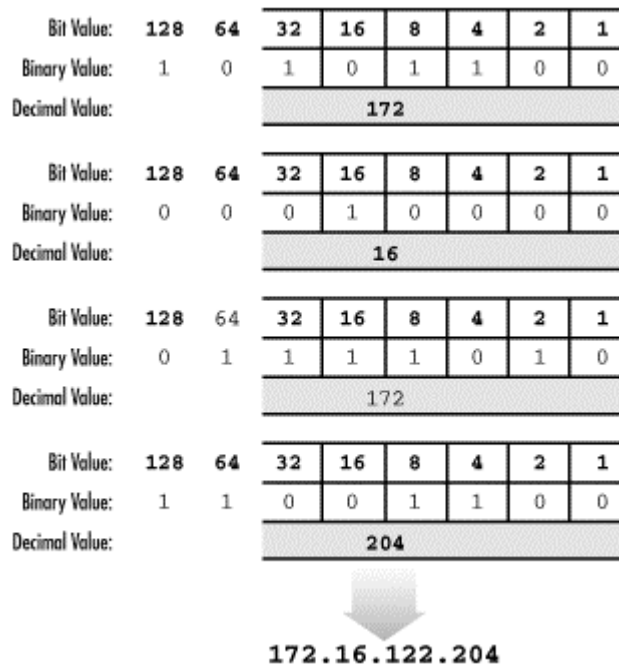 Bit Value: 128 64 32 16 8 4 2 1
Binary Value: 1 0 1 0 1 1 0 0
Decimal Value: 172
Bit Value: 128 64 32 16 8 4 2 1
Binary Value: 0 0 0 1 0 0 0 0
Decimal Value: 16
Bit Value: 128 64 32 16 8 4 2 1
Binary Value: 0 1 1 1 1 0 1 0
Decimal Value: 172
Bit Value: 128 64 32 16 8 4 2 1
Binary Value: 1 1 0 0 1 1 0 0
Decimal Value: 204
172.16.122.204